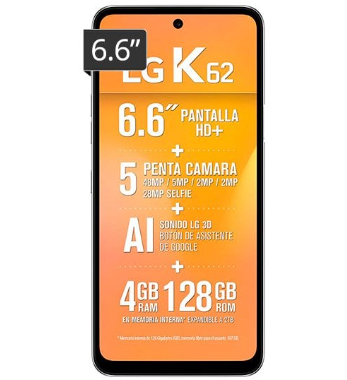 6.6"
LG K62
6.6" PANTALLA
HD+
+
5 PENTA CAMARA
48MP / 5MP / 2MP / 2MP
28MP SELFIE
+
AI SONIDO LG 3D
BOTÓN DE ASISTENTE
DE GOOGLE
+
4GB RAM 128GB ROM
EN MEMORIA INTERNA* EXPANDIBLE A 2TB